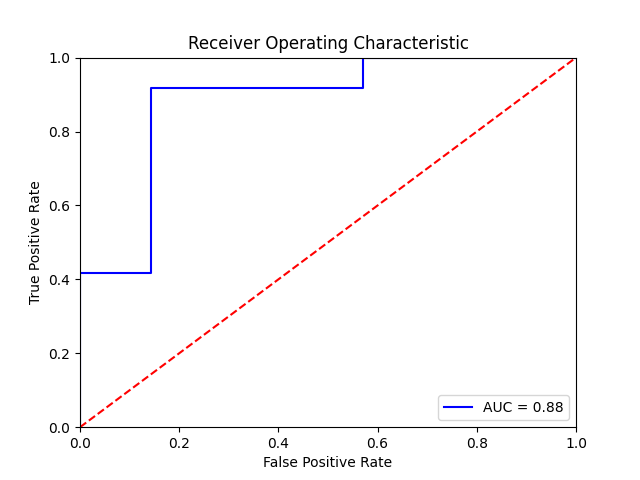 Receiver Operating Characteristic
1.0
0.8
0.6
0.4
0.2
0.0
True Positive Rate
AUC = 0.88
0.0 0.2 0.4 0.6 0.8 1.0
False Positive Rate